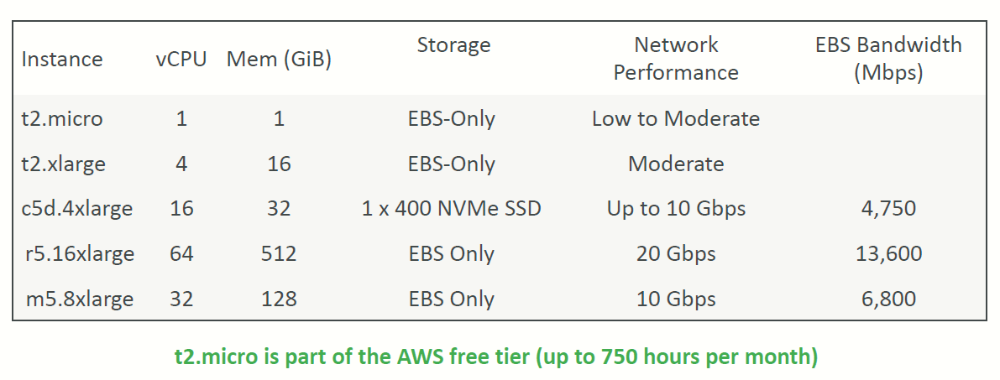 Instance vCPU Mem (GiB) Storage Network Performance EBS Bandwidth (Mbps)
t2.micro 1 1 EBS-Only Low to Moderate
t2.xlarge 4 16 EBS-Only Moderate
c5d.4xlarge 16 32 1 x 400 NVMe SSD Up to 10 Gbps 4,750
r5.16xlarge 64 512 EBS Only 20 Gbps 13,600
m5.8xlarge 32 128 EBS Only 10 Gbps 6,800
t2.micro is part of the AWS free tier (up to 750 hours per month)